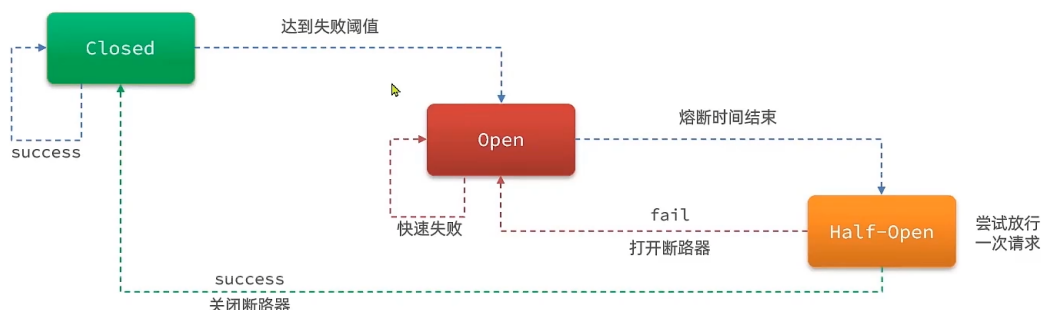 达到失败阈值
Closed
success
Open
熔断时间结束
快速失败
fail
打开断路器
Half-Open
尝试放行
一次请求
success
关闭断路器